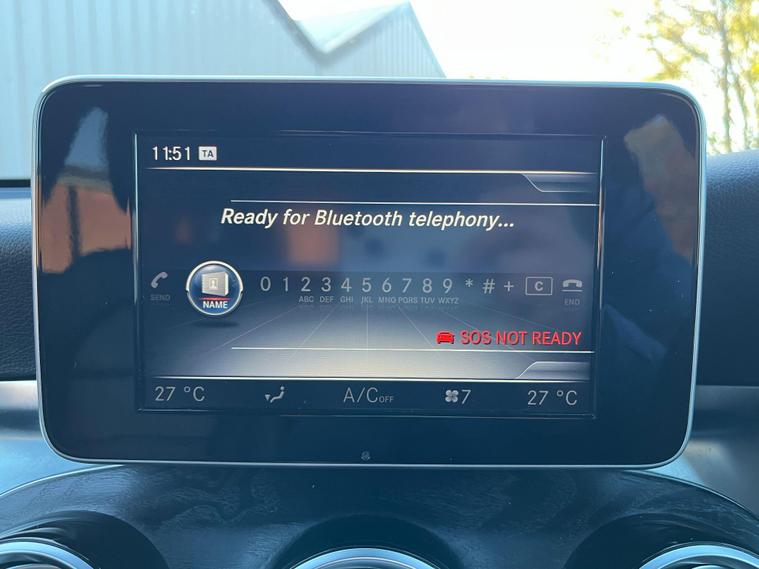 11:51 TA
Ready for Bluetooth telephony...
SEND
NAME
0 1 2 3 4 5 6 7 8 9 * # + C
ABC DEF GHI JKL MNO PQRS TUV WXYZ
END
SOS NOT READY
27 °C A/C OFF 7 27 °C